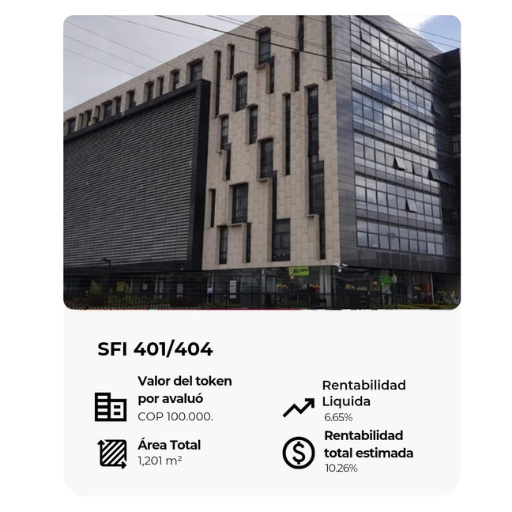 SFI 401/404
Valor del token
por avaluó
COP 100.000.
Área Total
1,201 m²
Rentabilidad
Liquida
6.65%
Rentabilidad
total estimada
10.26%